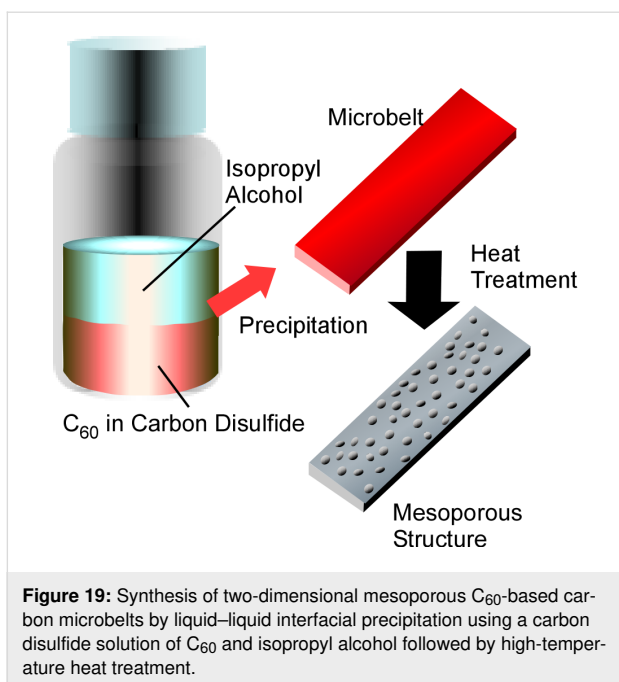 Microbelt
Isopropyl
Alcohol
Heat
Treatment
Precipitation
C₆₀ in Carbon Disulfide
Mesoporous
Structure
Figure 19: Synthesis of two-dimensional mesoporous C₆₀-based car-
bon microbelts by liquid–liquid interfacial precipitation using a carbon
disulfide solution of C₆₀ and isopropyl alcohol followed by high-temper-
ature heat treatment.